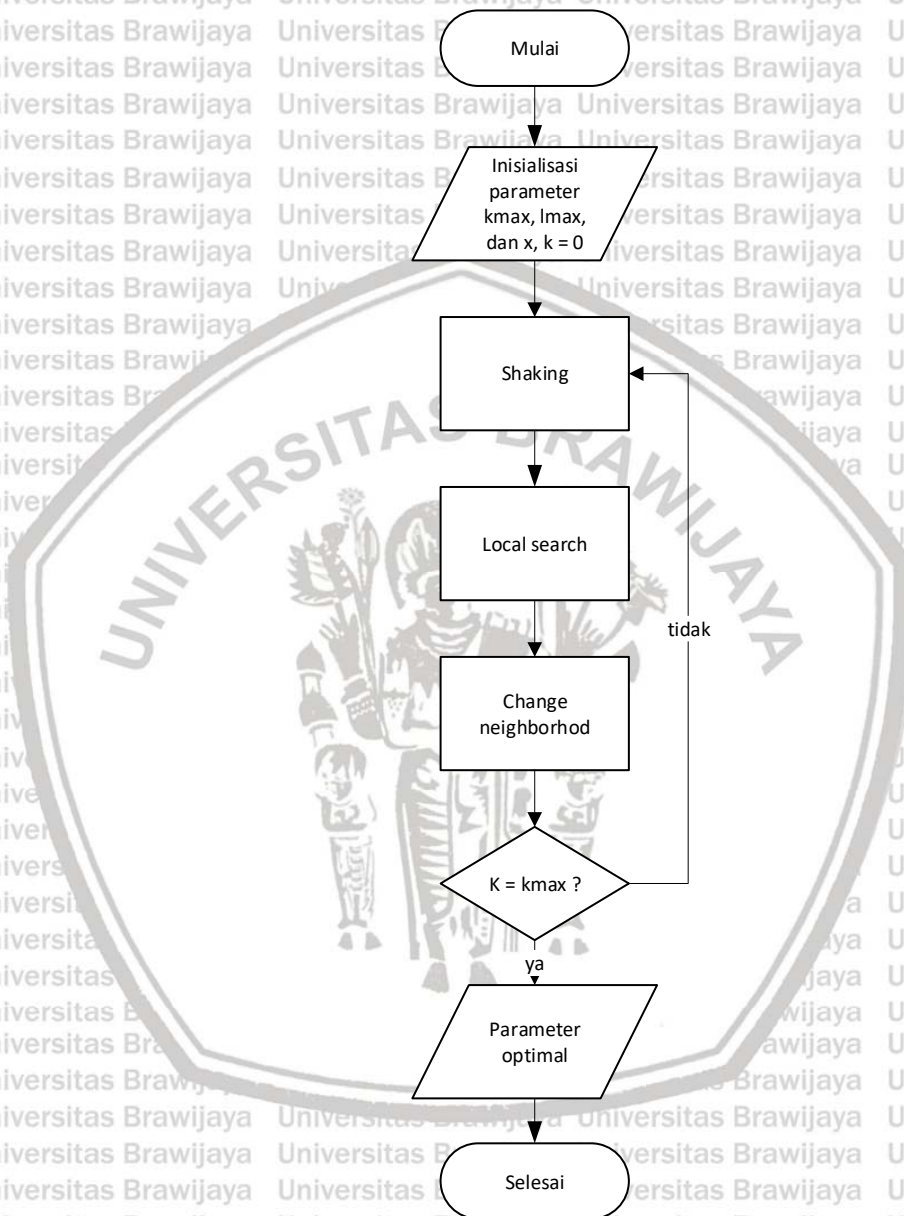 Mulai
Inisialisasi
parameter
kmax, Imax,
dan x, k = 0
Shaking
Local search
tidak
Change
neighborhod
K = kmax ?
ya
Parameter
optimal
Selesai
UNIVERSITAS BRAWIJAYA